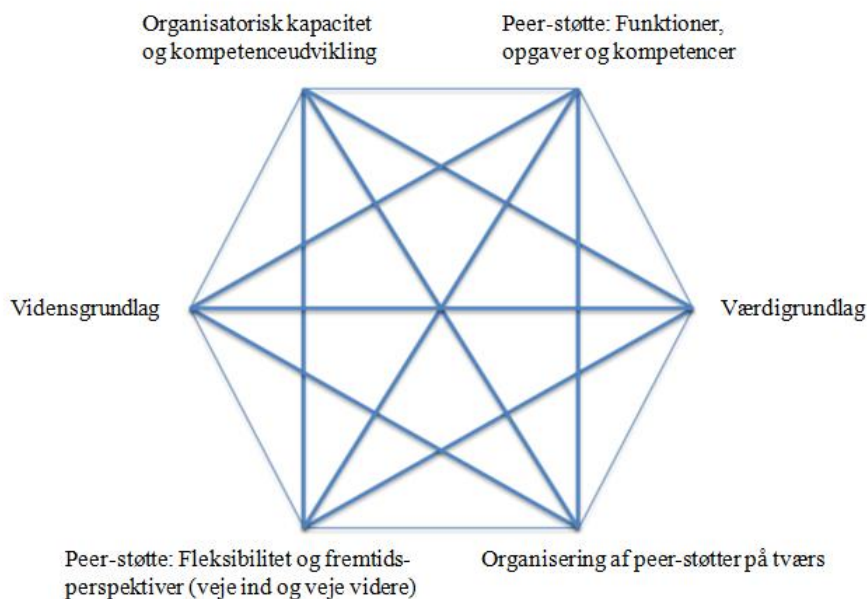 Organisatorisk kapacitet
og kompetenceudvikling
Peer-støtte: Funktioner,
opgaver og kompetencer
Vidensgrundlag
Værdigrundlag
Peer-støtte: Fleksibilitet og fremtids-
perspektiver (veje ind og veje videre)
Organisering af peer-støtter på tværs